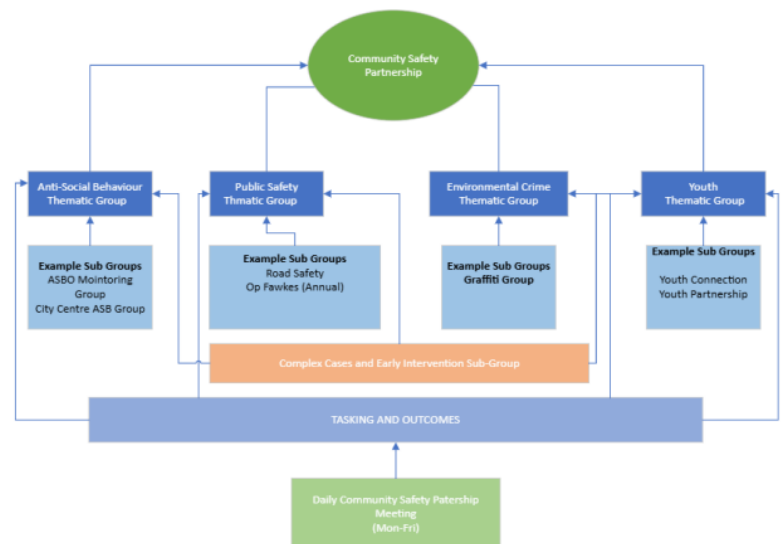 Community Safety
Partnership
Anti-Social Behaviour
Thematic Group
Public Safety
Thmatic Group
Environmental Crime
Thematic Group
Youth
Thematic Group
Example Sub Groups
ASBO Mointoring
Group
City Centre ASB Group
Example Sub Groups
Road Safety
Op Fawkes (Annual)
Example Sub Groups
Graffiti Group
Example Sub Groups
Youth Connection
Youth Partnership
Complex Cases and Early Intervention Sub-Group
TASKING AND OUTCOMES
Daily Community Safety Patership
Meeting
(Mon-Fri)